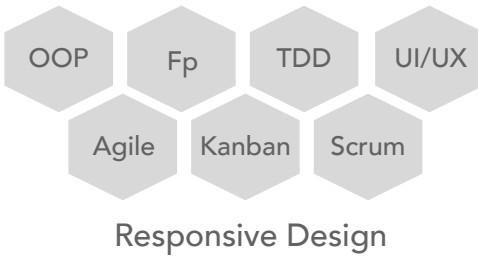 OOP Fp TDD UI/UX
Agile Kanban Scrum
Responsive Design